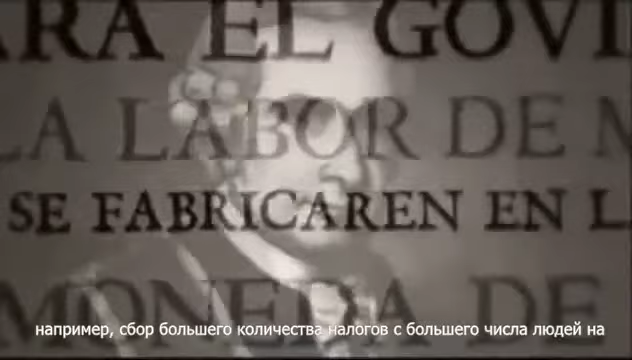 ARA EL GOVI
LA LABOR DE M
SE FABRICAREN EN L
MONEDA DE
например, сбор большего количества налогов с большего числа людей на